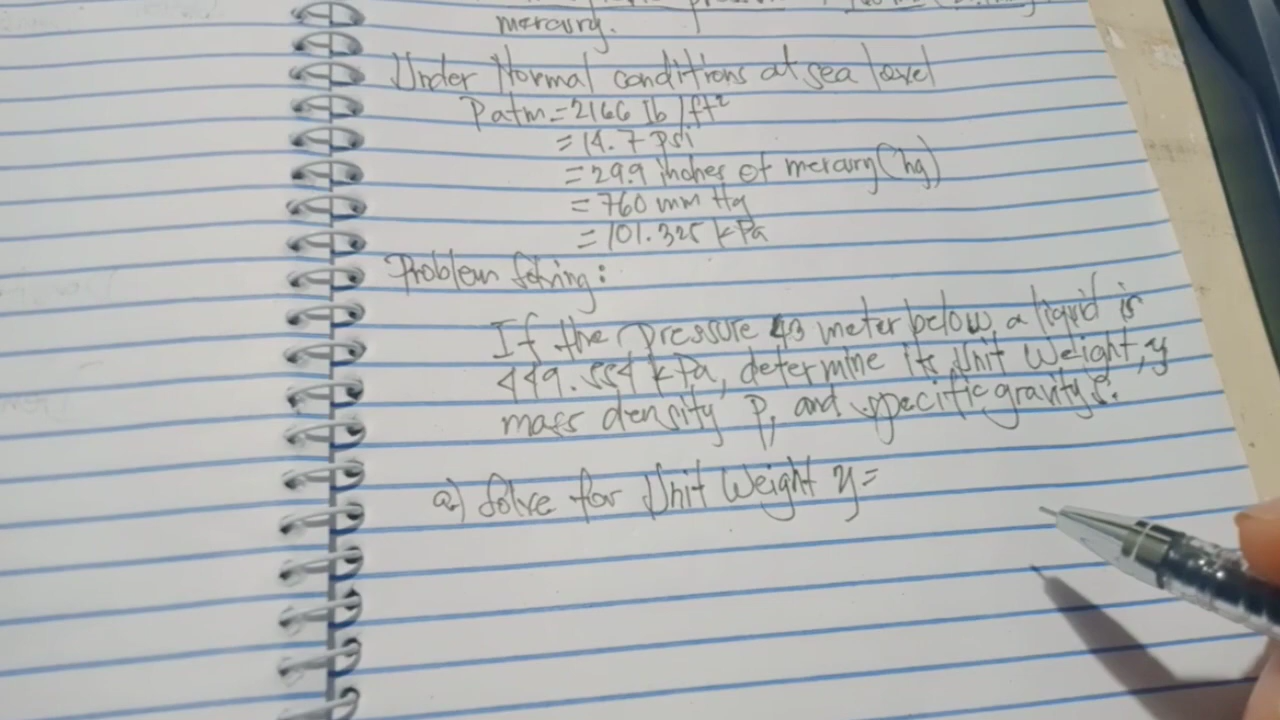 mercury.
Under Normal conditions at sea level
Patm = 2166 lb/ft²
= 14.7 psi
= 29.9 inches of mercury (hg)
= 760 mm Hg
= 101.325 kPa
Problem Solving:
If the pressure 43 meter below a liquid is
449.554 kPa, determine its Unit Weight, γ
mass density ρ, and specific gravity s.
a) Solve for Unit Weight γ =